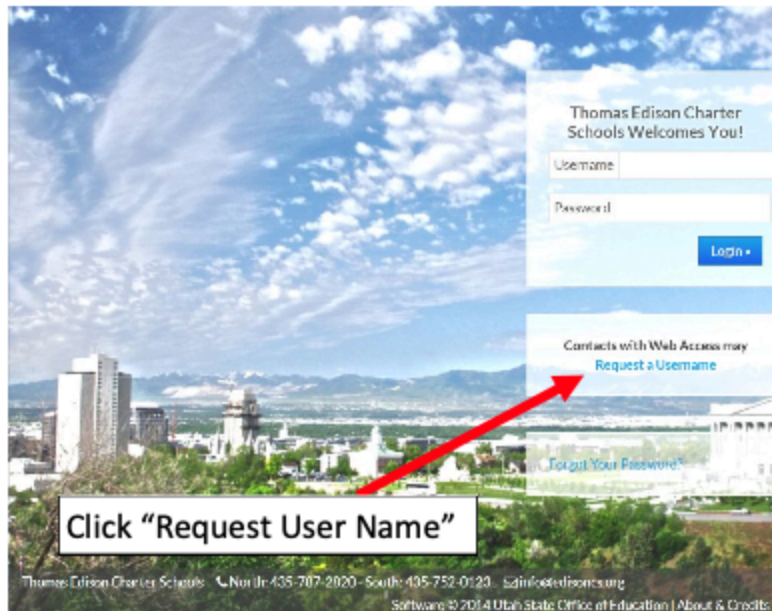 Thomas Edison Charter
Schools Welcomes You!
Username
Password
Login »
Contacts with Web Access may
Request a Username
Forgot Your Password?
Click “Request User Name”
Thomas Edison Charter Schools North: 435-787-2820 - South: 435-752-0123 info@edisoncs.org
Software © 2014 Utah State Office of Education | About & Credits